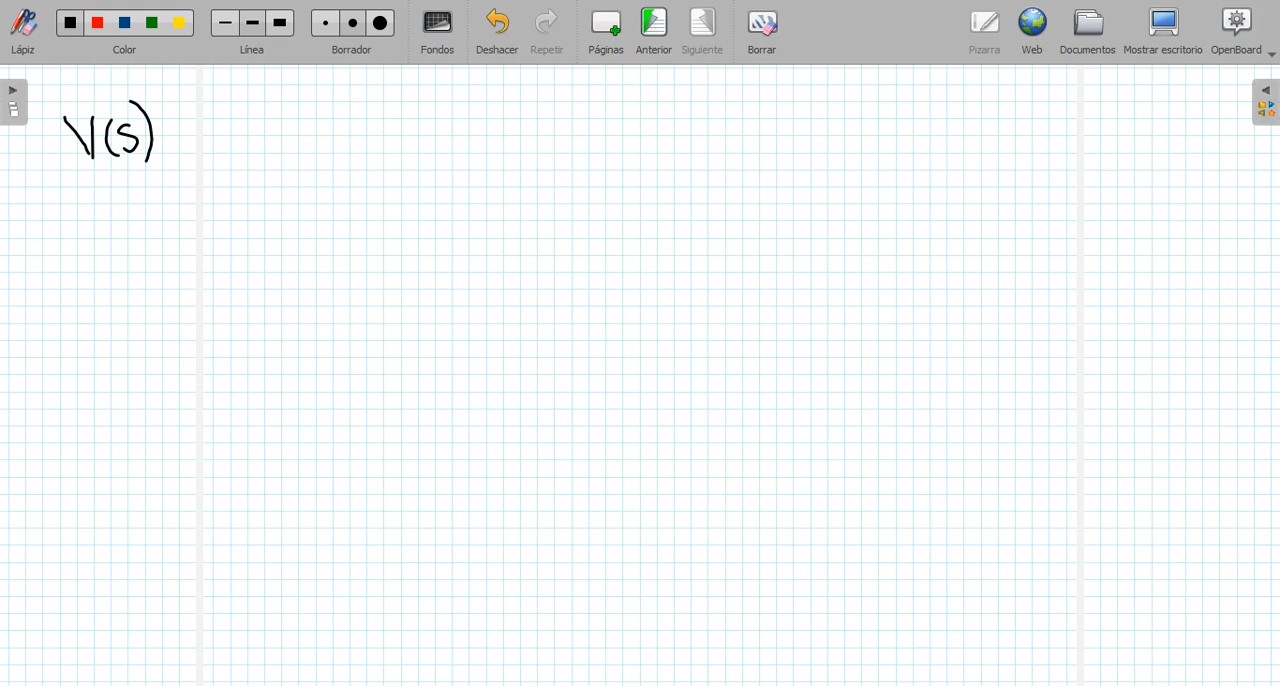 Lápiz Color Línea Borrador Fondos Deshacer Repetir Páginas Anterior Siguiente Borrar Pizarra Web Documentos Mostrar escritorio OpenBoard
V(s)